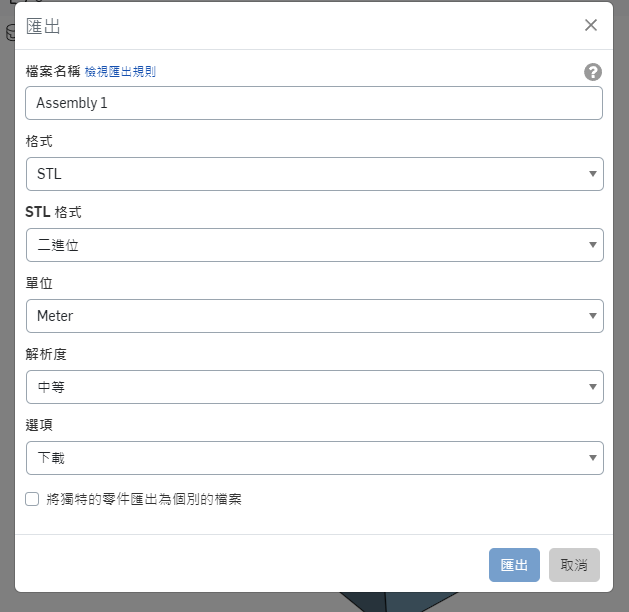 匯出
檔案名稱 檢視匯出規則
Assembly 1
格式
STL
STL 格式
二進位
單位
Meter
解析度
中等
選項
下載
將獨特的零件匯出為個別的檔案
匯出 取消